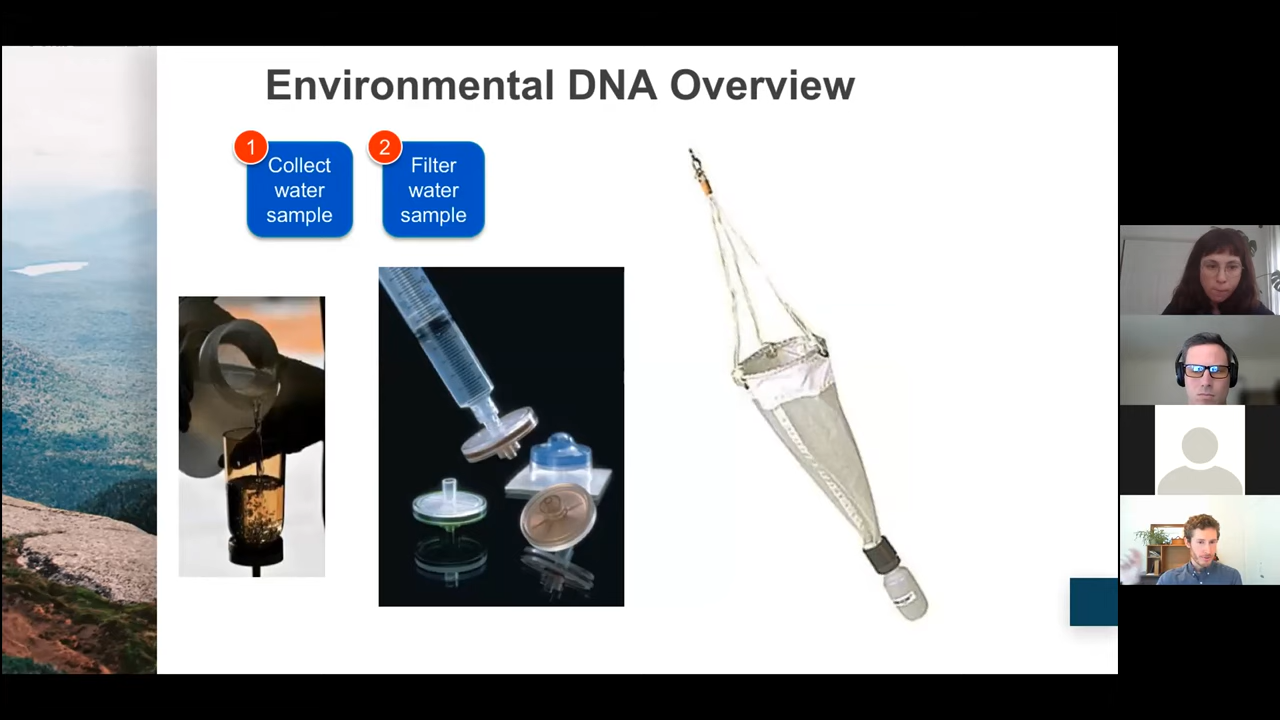 Environmental DNA Overview
1
Collect
water
sample
2
Filter
water
sample